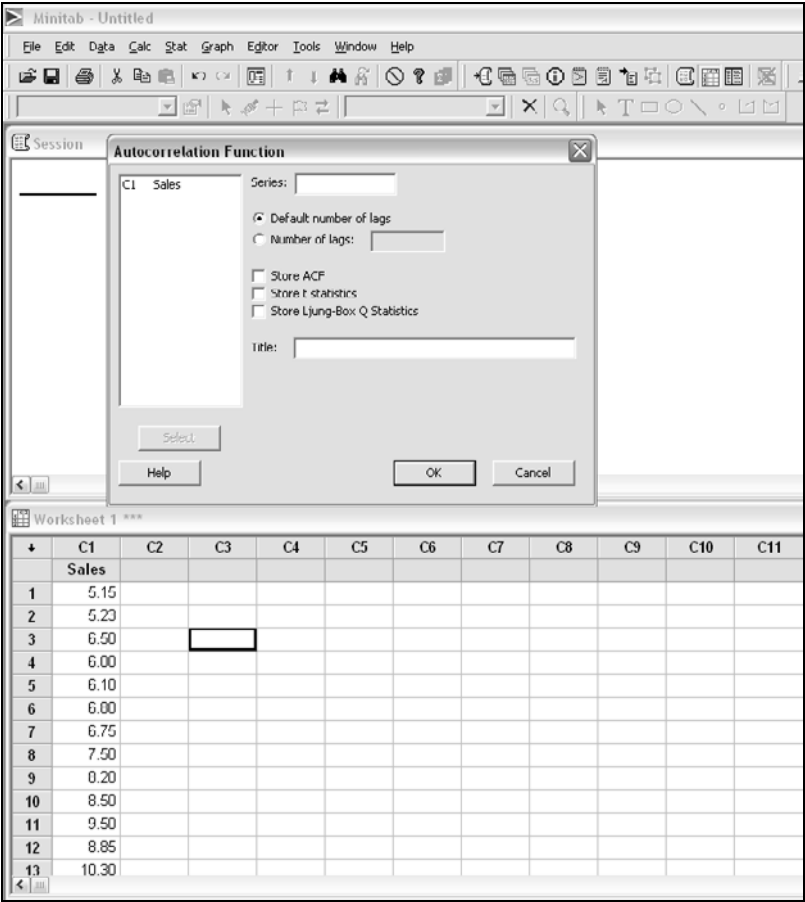 Minitab - Untitled
File Edit Data Calc Stat Graph Editor Tools Window Help
Session
Autocorrelation Function
C1 Sales
Series:
Default number of lags
Number of lags:
Store ACF
Store t statistics
Store Ljung-Box Q Statistics
Title:
Select
Help OK Cancel
Worksheet 1 ***
C1 C2 C3 C4 C5 C6 C7 C8 C9 C10 C11
Sales
1 5.15
2 5.23
3 6.50
4 6.00
5 6.10
6 6.00
7 6.75
8 7.50
9 8.20
10 8.50
11 9.50
12 8.85
13 10.30